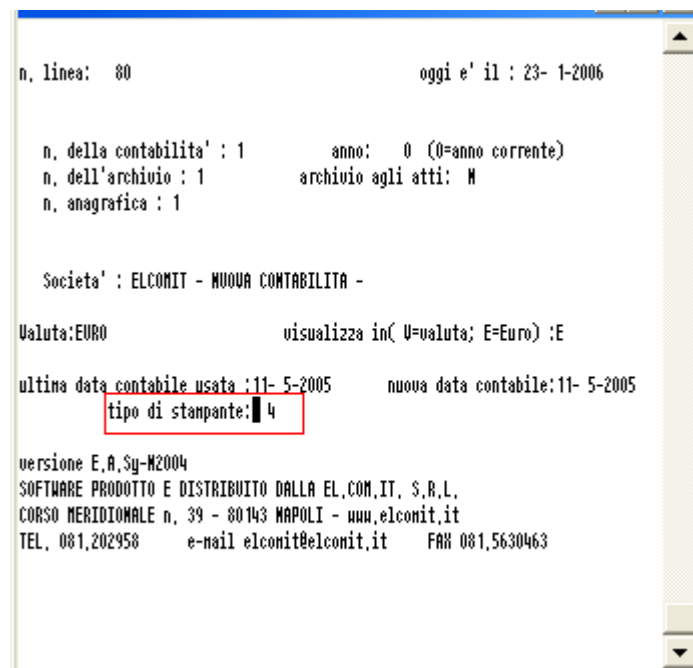 n. linea: 80 oggi e' il : 23- 1-2006
n. della contabilita' : 1 anno: 0 (0=anno corrente)
n. dell'archivio : 1 archivio agli atti: N
n. anagrafica : 1
Societa' : ELCOMIT - NUOVA CONTABILITA -
Valuta:EURO visualizza in( V=valuta; E=Euro) :E
ultima data contabile usata :11- 5-2005 nuova data contabile:11- 5-2005
tipo di stampante: 4
versione E.A.Sy-M2004
SOFTWARE PRODOTTO E DISTRIBUITO DALLA EL.COM.IT. S.R.L.
CORSO MERIDIONALE n. 39 - 80143 NAPOLI - www.elcomit.it
TEL. 081.202958 e-mail elcomit@elcomit.it FAX 081.5630463